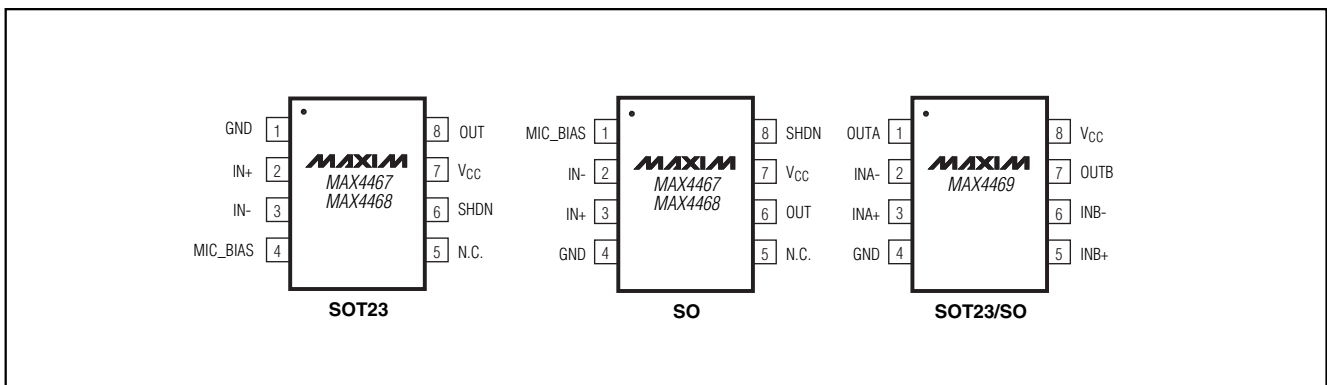 GND 1
IN+ 2
IN- 3
MIC_BIAS 4
MAXIM
MAX4467
MAX4468
8 OUT
7 VCC
6 SHDN
5 N.C.
SOT23
MIC_BIAS 1
IN- 2
IN+ 3
GND 4
MAXIM
MAX4467
MAX4468
8 SHDN
7 VCC
6 OUT
5 N.C.
SO
OUTA 1
INA- 2
INA+ 3
GND 4
MAXIM
MAX4469
8 VCC
7 OUTB
6 INB-
5 INB+
SOT23/SO